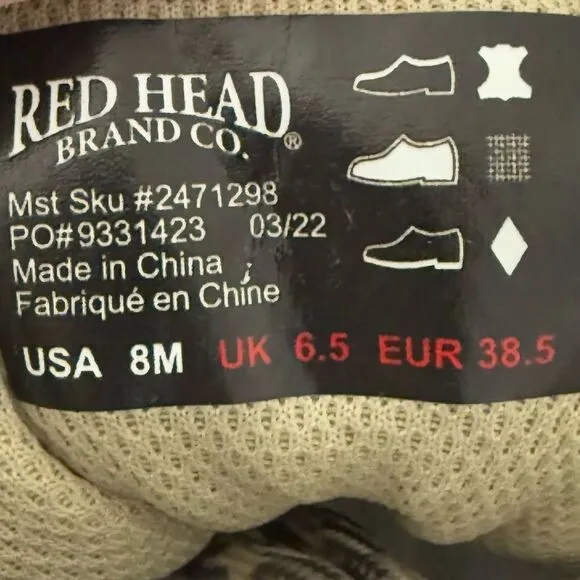 RED HEAD
BRAND CO.®
Mst Sku #2471298
PO#9331423 03/22
Made in China
Fabriqué en Chine
USA 8M UK 6.5 EUR 38.5